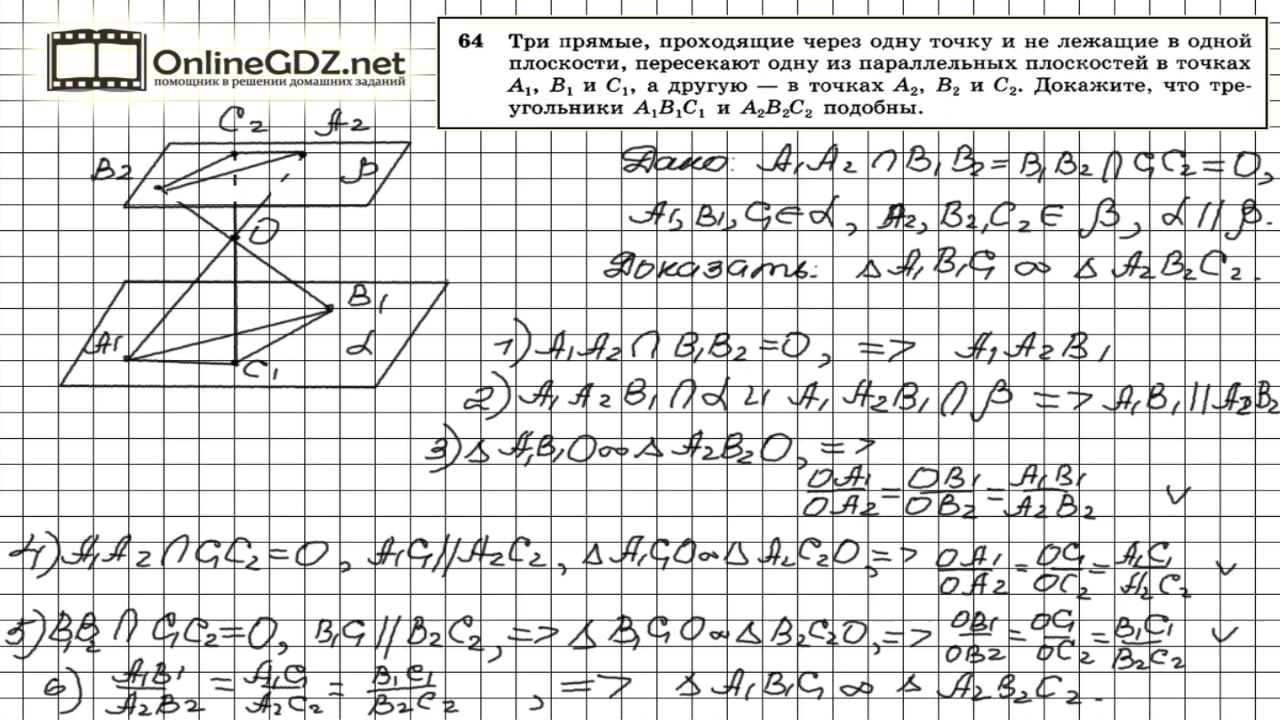 OnlineGDZ.net
помощник в решении домашних заданий
64 Три прямые, проходящие через одну точку и не лежащие в одной
плоскости, пересекают одну из параллельных плоскостей в точках
A₁, B₁ и C₁, а другую — в точках A₂, B₂ и C₂. Докажите, что тре-
угольники A₁B₁C₁ и A₂B₂C₂ подобны.
C₂ A₂
B₂ β
O
B₁
A₁ α
C₁
Дано: A₁A₂ ∩ B₁B₂ = B₁B₂ ∩ C₁C₂ = O,
A₁, B₁, C₁ ∈ α, A₂, B₂, C₂ ∈ β, α // β.
Доказать: Δ A₁B₁C₁ ∞ Δ A₂B₂C₂.
1) A₁A₂ ∩ B₁B₂ = O, => A₁A₂B₁
2) A₁A₂B₁ ∩ α и A₁A₂B₁ ∩ β => A₁B₁ // A₂B₂
3) Δ A₁B₁O ∞ Δ A₂B₂O, =>
OA₁/OA₂ = OB₁/OB₂ = A₁B₁/A₂B₂ ∨
4) A₁A₂ ∩ C₁C₂ = O, A₁C₁ // A₂C₂, Δ A₁C₁O ∞ Δ A₂C₂O, => OA₁/OA₂ = OC₁/OC₂ = A₁C₁/A₂C₂ ∨
5) B₁B₂ ∩ C₁C₂ = O, B₁C₁ // B₂C₂, => Δ B₁C₁O ∞ Δ B₂C₂O, => OB₁/OB₂ = OC₁/OC₂ = B₁C₁/B₂C₂ ∨
6) A₁B₁/A₂B₂ = A₁C₁/A₂C₂ = B₁C₁/B₂C₂, => Δ A₁B₁C₁ ∞ Δ A₂B₂C₂.